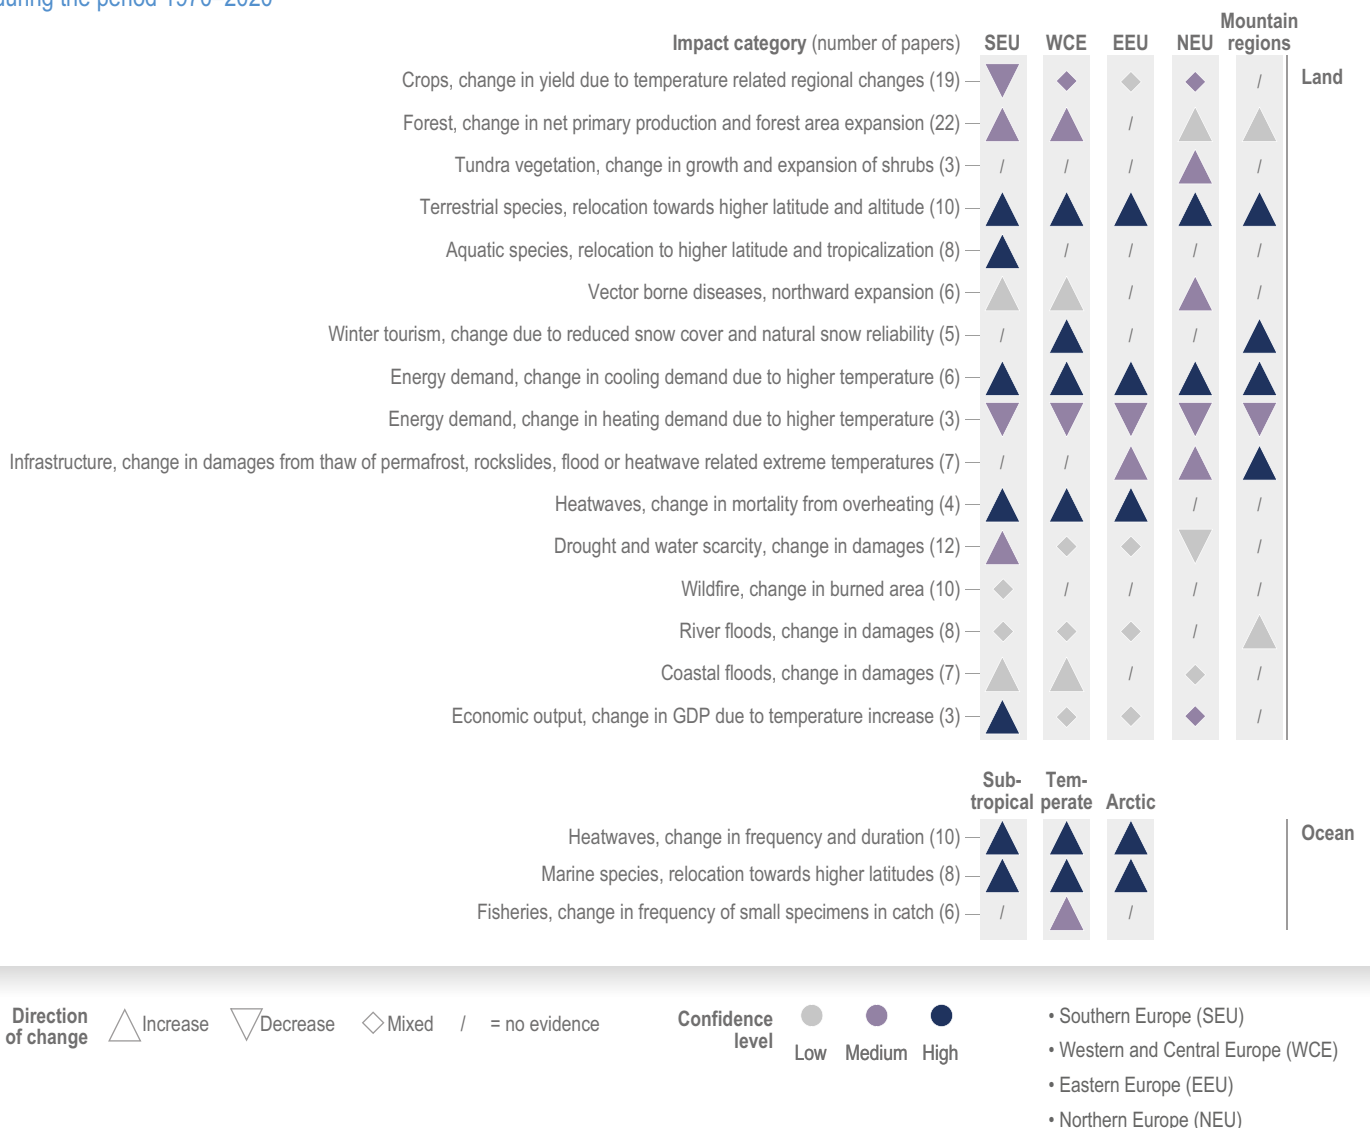 during the period 1970–2020
Impact category (number of papers) SEU WCE EEU NEU Mountain regions
Crops, change in yield due to temperature related regional changes (19) / Land
Forest, change in net primary production and forest area expansion (22) /
Tundra vegetation, change in growth and expansion of shrubs (3) / / / /
Terrestrial species, relocation towards higher latitude and altitude (10)
Aquatic species, relocation to higher latitude and tropicalization (8) / / / /
Vector borne diseases, northward expansion (6) / /
Winter tourism, change due to reduced snow cover and natural snow reliability (5) / / /
Energy demand, change in cooling demand due to higher temperature (6)
Energy demand, change in heating demand due to higher temperature (3)
Infrastructure, change in damages from thaw of permafrost, rockslides, flood or heatwave related extreme temperatures (7) / /
Heatwaves, change in mortality from overheating (4) / /
Drought and water scarcity, change in damages (12) /
Wildfire, change in burned area (10) / / / /
River floods, change in damages (8) /
Coastal floods, change in damages (7) / /
Economic output, change in GDP due to temperature increase (3) /
Sub-tropical Tem-perate Arctic
Heatwaves, change in frequency and duration (10) Ocean
Marine species, relocation towards higher latitudes (8)
Fisheries, change in frequency of small specimens in catch (6) / /
Direction of change Increase Decrease Mixed / = no evidence
Confidence level Low Medium High
• Southern Europe (SEU)
• Western and Central Europe (WCE)
• Eastern Europe (EEU)
• Northern Europe (NEU)